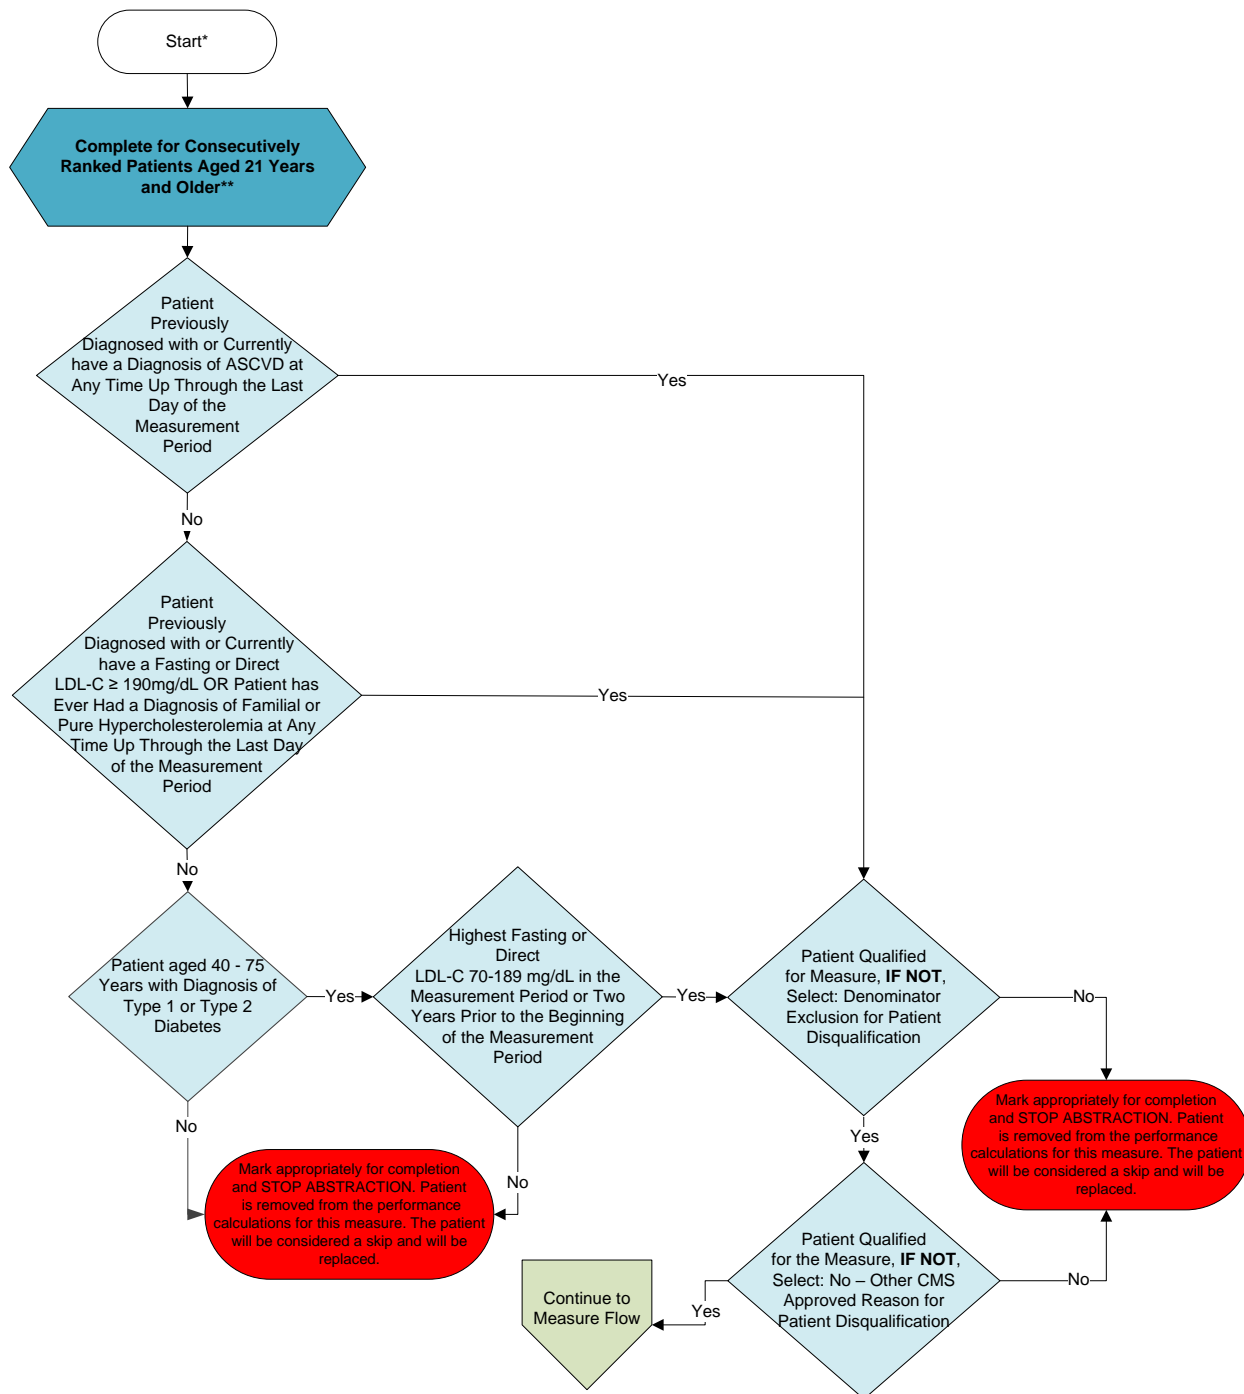 Start*
Complete for Consecutively
Ranked Patients Aged 21 Years
and Older**
Patient
Previously
Diagnosed with or Currently
have a Diagnosis of ASCVD at
Any Time Up Through the Last
Day of the
Measurement
Period
Yes
No
Patient
Previously
Diagnosed with or Currently
have a Fasting or Direct
LDL-C ≥ 190mg/dL OR Patient has
Ever Had a Diagnosis of Familial or
Pure Hypercholesterolemia at Any
Time Up Through the Last Day
of the Measurement
Period
Yes
No
Patient aged 40 - 75
Years with Diagnosis of
Type 1 or Type 2
Diabetes
Yes
No
Highest Fasting or
Direct
LDL-C 70-189 mg/dL in the
Measurement Period or Two
Years Prior to the Beginning
of the Measurement
Period
Yes
No
Mark appropriately for completion
and STOP ABSTRACTION. Patient
is removed from the performance
calculations for this measure. The patient
will be considered a skip and will be
replaced.
Patient Qualified
for Measure, IF NOT,
Select: Denominator
Exclusion for Patient
Disqualification
No
Yes
Mark appropriately for completion
and STOP ABSTRACTION. Patient
is removed from the performance
calculations for this measure. The patient
will be considered a skip and will be
replaced.
Patient Qualified
for the Measure, IF NOT,
Select: No – Other CMS
Approved Reason for
Patient Disqualification
No
Yes
Continue to
Measure Flow